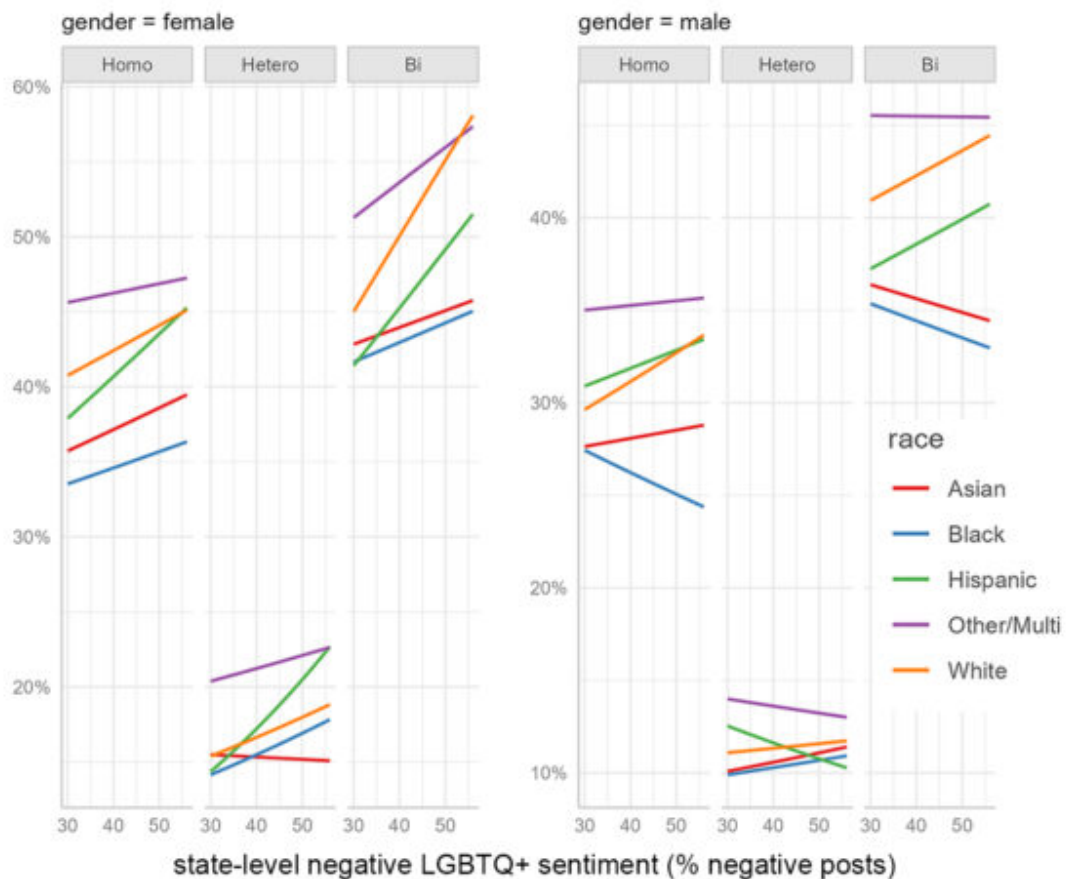 gender = female
gender = male
Homo Hetero Bi
Homo Hetero Bi
60%
50%
40%
30%
20%
40%
30%
20%
10%
race
Asian
Black
Hispanic
Other/Multi
White
30 40 50 30 40 50 30 40 50
30 40 50 30 40 50 30 40 50
state-level negative LGBTQ+ sentiment (% negative posts)